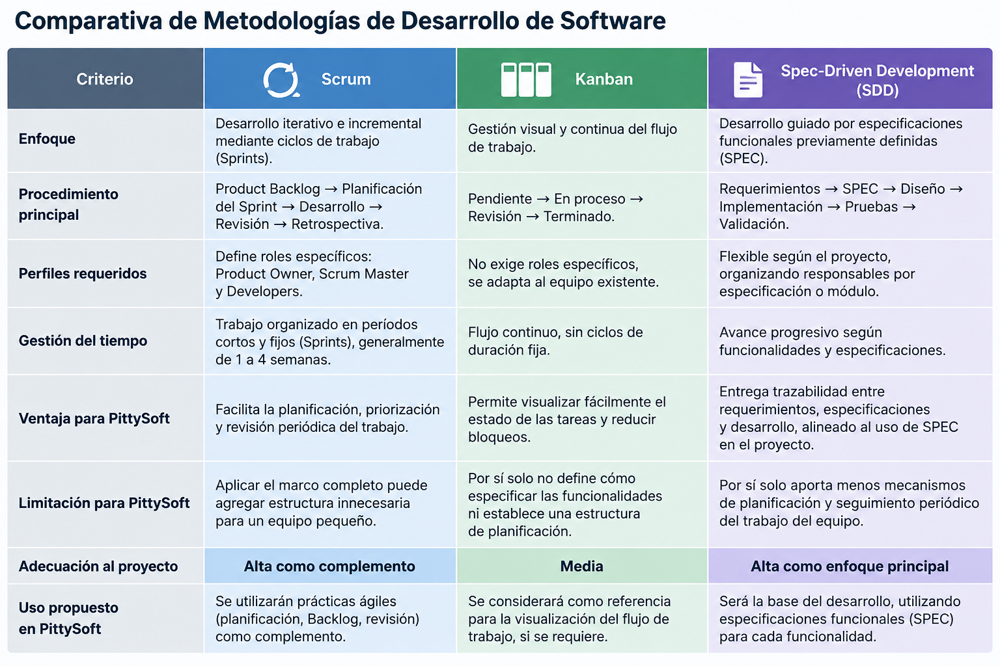 Comparativa de Metodologías de Desarrollo de Software
Criterio
Scrum
Kanban
Spec-Driven Development
(SDD)
Enfoque
Desarrollo iterativo e incremental
mediante ciclos de trabajo
(Sprints).
Gestión visual y continua del flujo
de trabajo.
Desarrollo guiado por especificaciones
funcionales previamente definidas
(SPEC).
Procedimiento
principal
Product Backlog → Planificación
del Sprint → Desarrollo →
Revisión → Retrospectiva.
Pendiente → En proceso →
Revisión → Terminado.
Requerimientos → SPEC → Diseño →
Implementación → Pruebas →
Validación.
Perfiles requeridos
Define roles específicos:
Product Owner, Scrum Master
y Developers.
No exige roles específicos,
se adapta al equipo existente.
Flexible según el proyecto,
organizando responsables por
especificación o módulo.
Gestión del tiempo
Trabajo organizado en períodos
cortos y fijos (Sprints), generalmente
de 1 a 4 semanas.
Flujo continuo, sin ciclos de
duración fija.
Avance progresivo según
funcionalidades y especificaciones.
Ventaja para PittySoft
Facilita la planificación, priorización
y revisión periódica del trabajo.
Permite visualizar fácilmente el
estado de las tareas y reducir
bloqueos.
Entrega trazabilidad entre
requerimientos, especificaciones
y desarrollo, alineado al uso de SPEC
en el proyecto.
Limitación para PittySoft
Aplicar el marco completo puede
agregar estructura innecesaria
para un equipo pequeño.
Por sí solo no define cómo
especificar las funcionalidades
ni establece una estructura
de planificación.
Por sí solo aporta menos mecanismos
de planificación y seguimiento periódico
del trabajo del equipo.
Adecuación al proyecto
Alta como complemento
Media
Alta como enfoque principal
Uso propuesto
en PittySoft
Se utilizarán prácticas ágiles
(planificación, Backlog, revisión)
como complemento.
Se considerará como referencia
para la visualización del flujo de
trabajo, si se requiere.
Será la base del desarrollo, utilizando
especificaciones funcionales (SPEC)
para cada funcionalidad.